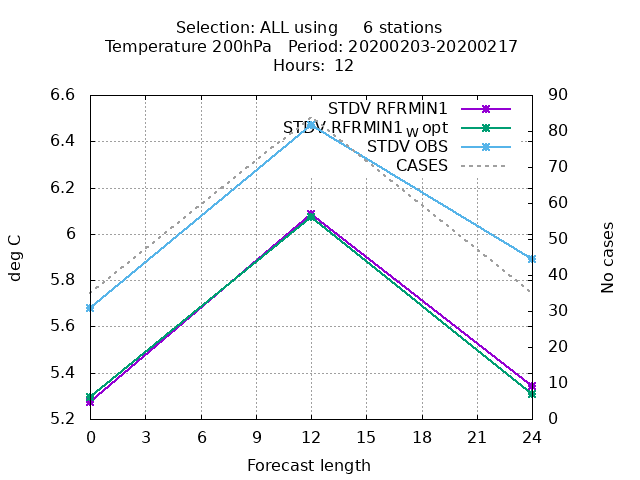 Selection: ALL using     6 stations
Temperature 200hPa   Period: 20200203-20200217
Hours: 12
STDV RFRMIN1
STDV RFRMIN1_w opt
STDV OBS
CASES
6.6
6.4
6.2
6
5.8
5.6
5.4
5.2
deg C
90
80
70
60
50
40
30
20
10
0
No cases
0 3 6 9 12 15 18 21 24
Forecast length